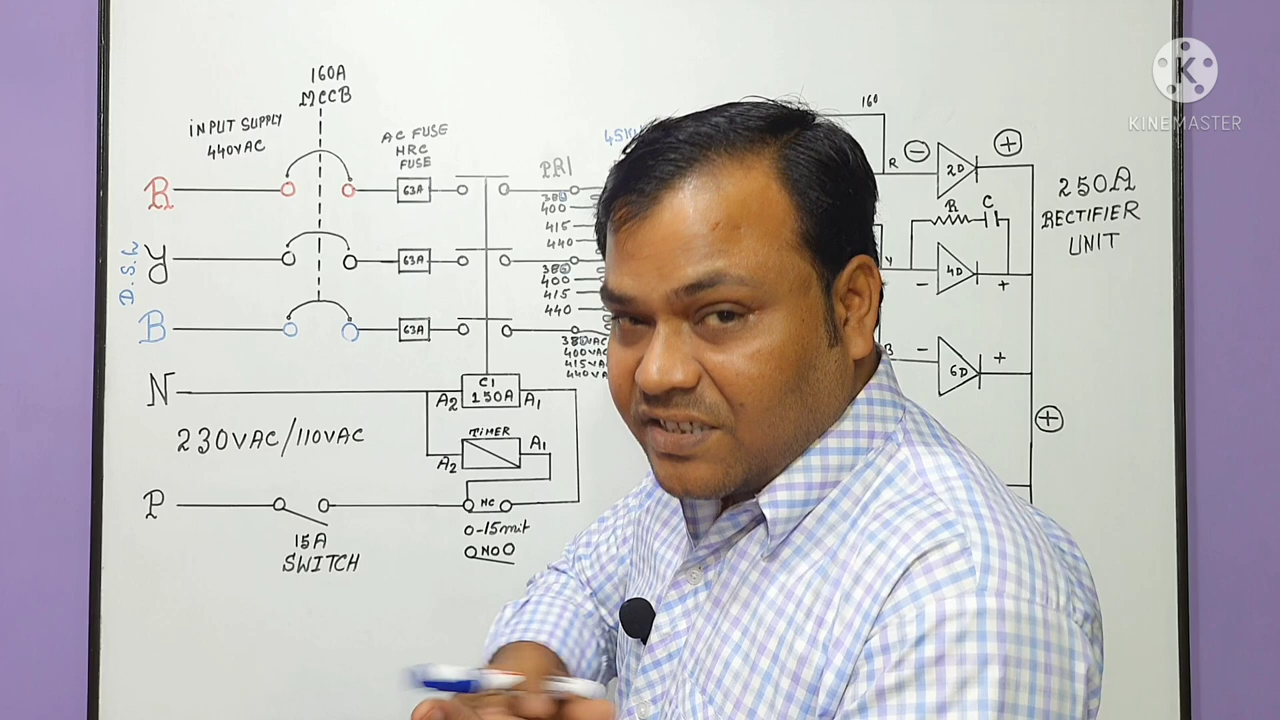 160A
MCCB
INPUT SUPPLY
440VAC
AC FUSE
HRC
FUSE
PRI
R
63A
380
400
415
440
Y
63A
380
400
415
440
B
63A
380VAC
400VAC
415VA
440VA
D.S.W
N
C1
150A
A2
A1
230VAC/110VAC
TIMER
A1
A2
P
NC
0-15mit
NO
15A
SWITCH
45KV
160
R
-
2D
+
R C
Y
-
4D
+
B
-
6D
+
+
250A
RECTIFIER
UNIT
K
KINEMASTER